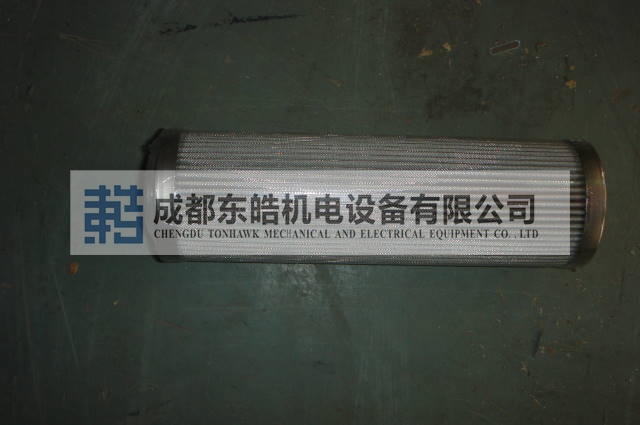 成都东皓机电设备有限公司
CHENGDU TONHAWK MECHANICAL AND ELECTRICAL EQUIPMENT CO.,LTD